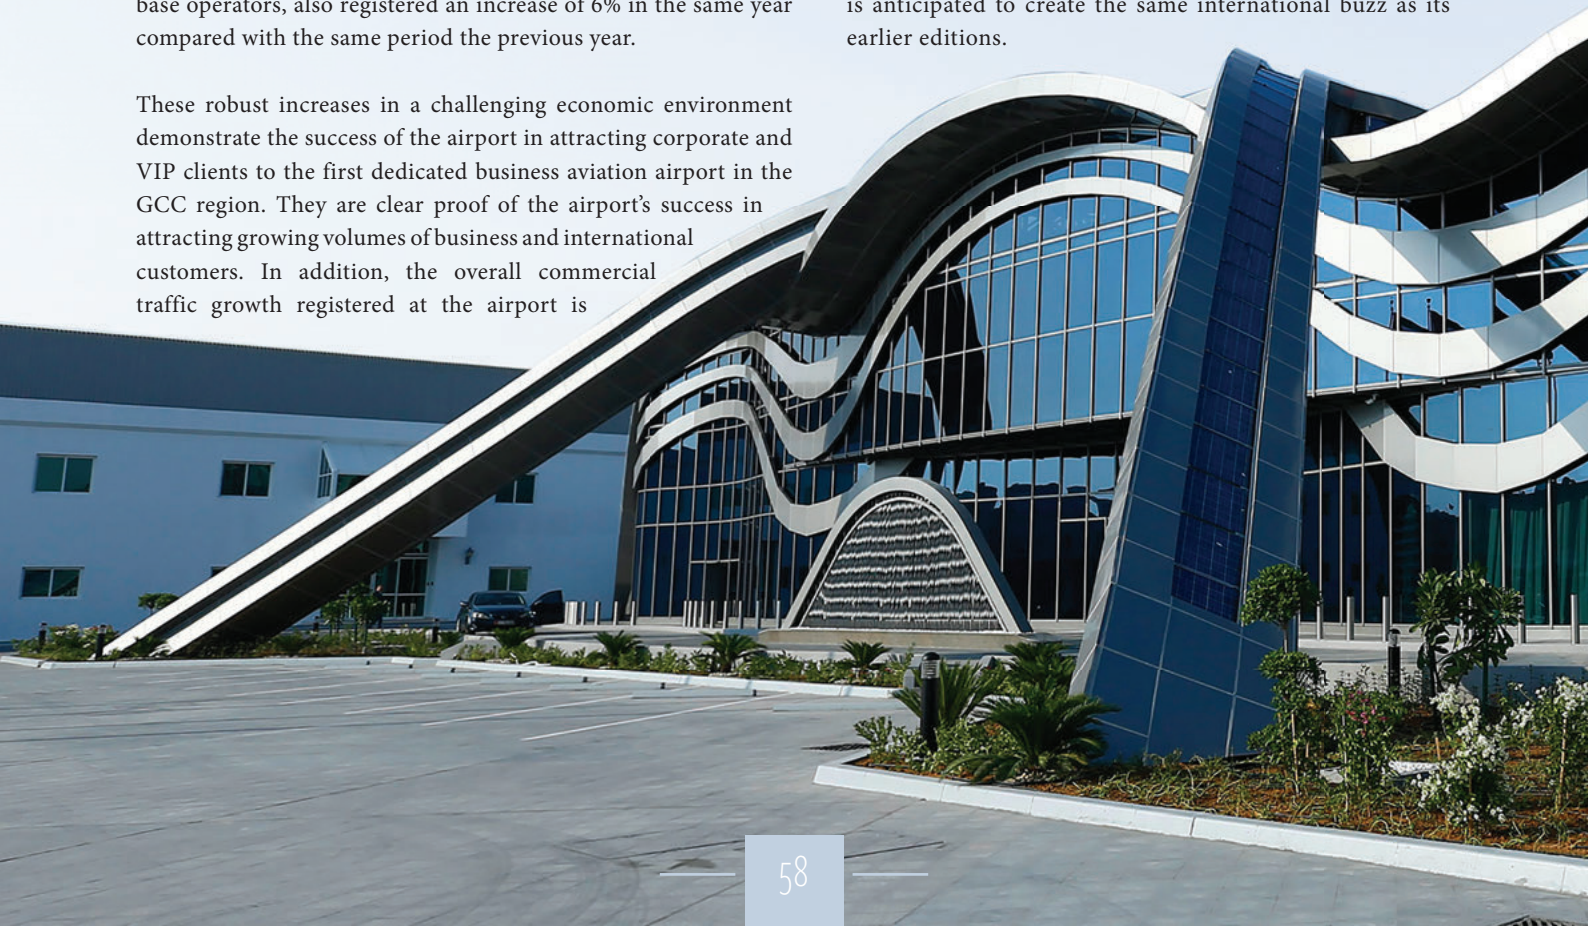 base operators, also registered an increase of 6% in the same year
compared with the same period the previous year.
These robust increases in a challenging economic environment
demonstrate the success of the airport in attracting corporate and
VIP clients to the first dedicated business aviation airport in the
GCC region. They are clear proof of the airport’s success in
attracting growing volumes of business and international
customers. In addition, the overall commercial
traffic growth registered at the airport is
is anticipated to create the same international buzz as its
earlier editions.
58